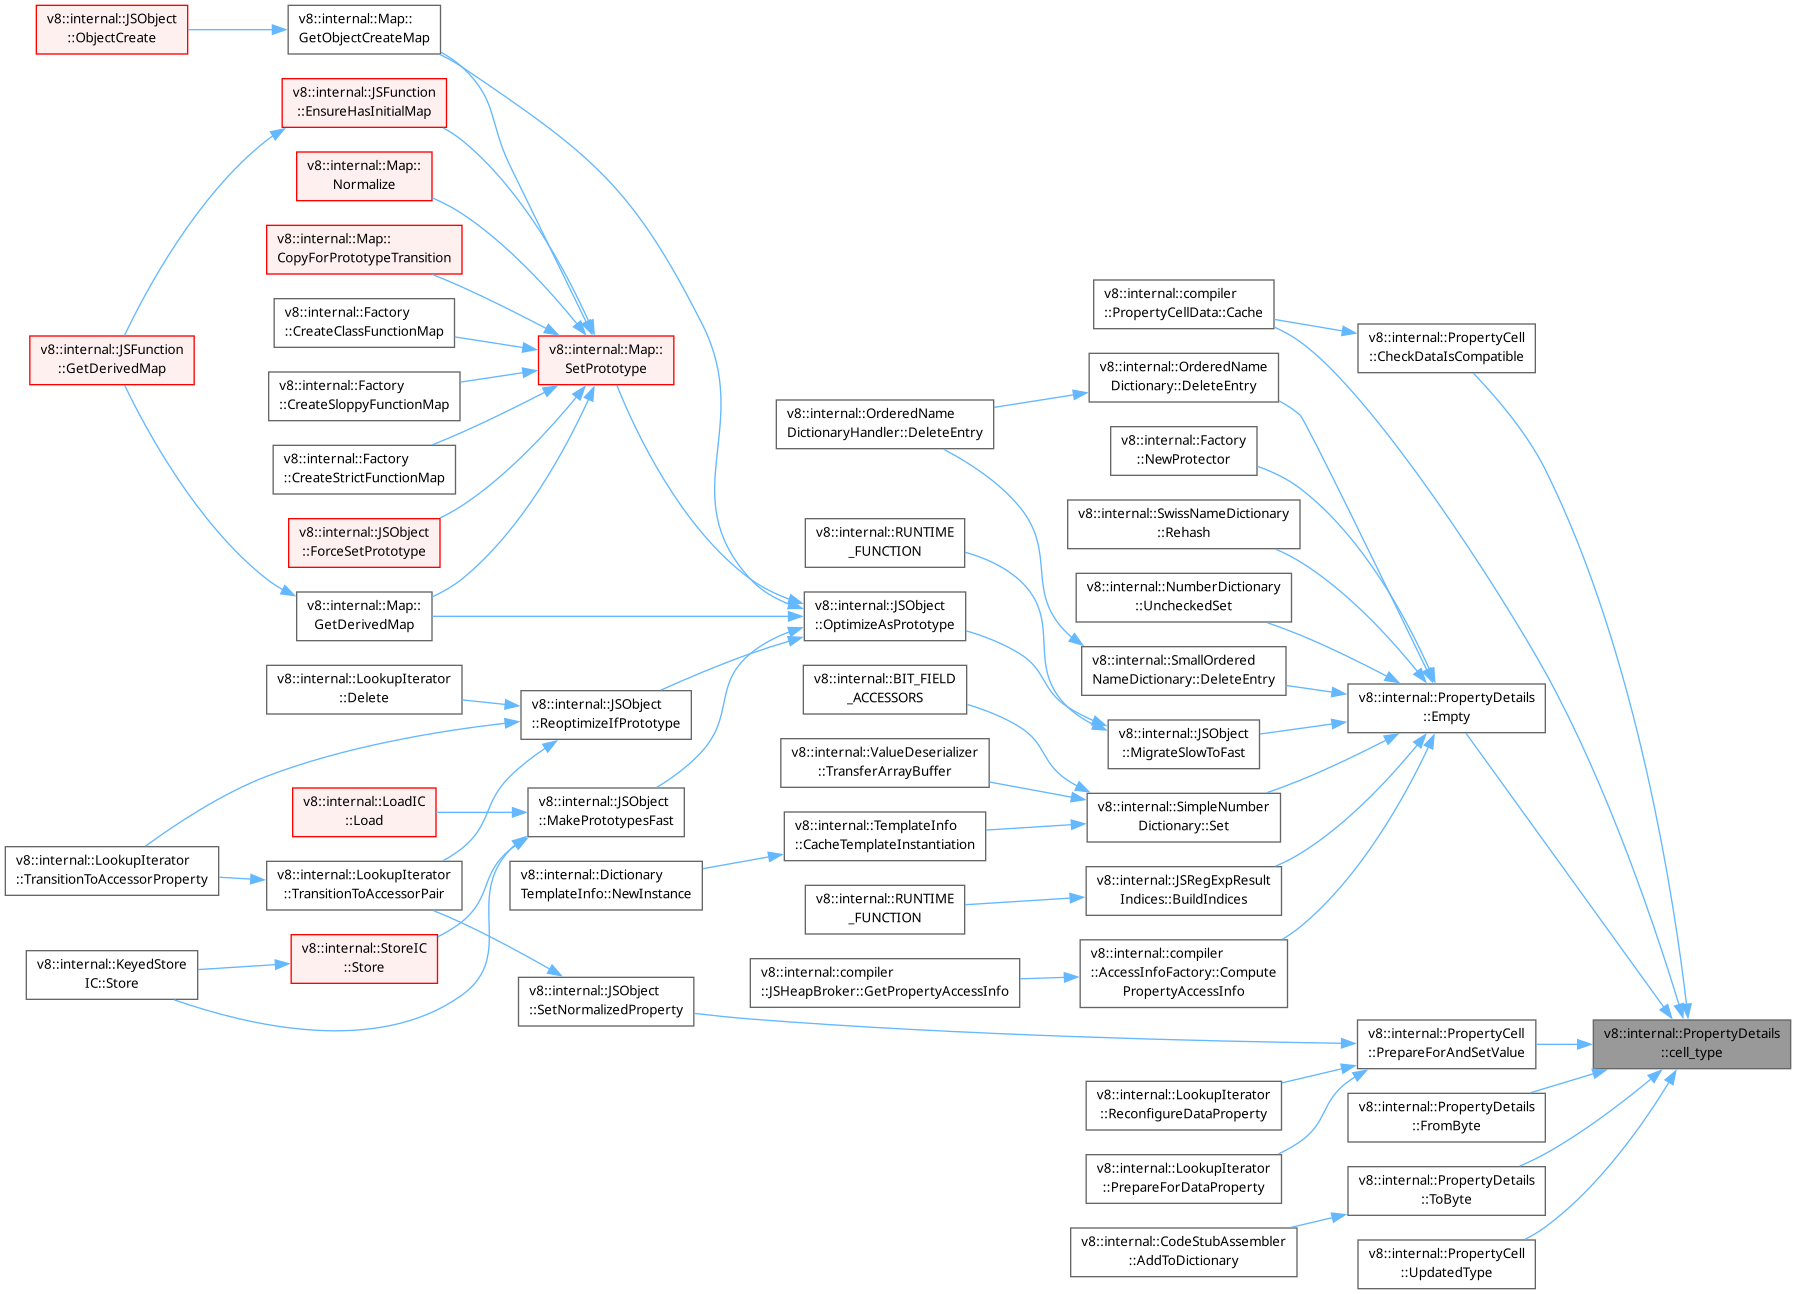 v8::internal::JSObject
::ObjectCreate
v8::internal::Map::
GetObjectCreateMap
v8::internal::JSFunction
::EnsureHasInitialMap
v8::internal::Map::
Normalize
v8::internal::Map::
CopyForPrototypeTransition
v8::internal::Factory
::CreateClassFunctionMap
v8::internal::JSFunction
::GetDerivedMap
v8::internal::Map::
SetPrototype
v8::internal::Factory
::CreateSloppyFunctionMap
v8::internal::Factory
::CreateStrictFunctionMap
v8::internal::JSObject
::ForceSetPrototype
v8::internal::Map::
GetDerivedMap
v8::internal::LookupIterator
::Delete
v8::internal::JSObject
::ReoptimizeIfPrototype
v8::internal::LoadIC
::Load
v8::internal::JSObject
::MakePrototypesFast
v8::internal::LookupIterator
::TransitionToAccessorProperty
v8::internal::LookupIterator
::TransitionToAccessorPair
v8::internal::Dictionary
TemplateInfo::NewInstance
v8::internal::KeyedStore
IC::Store
v8::internal::StoreIC
::Store
v8::internal::JSObject
::SetNormalizedProperty
v8::internal::OrderedName
DictionaryHandler::DeleteEntry
v8::internal::RUNTIME
_FUNCTION
v8::internal::JSObject
::OptimizeAsPrototype
v8::internal::BIT_FIELD
_ACCESSORS
v8::internal::ValueDeserializer
::TransferArrayBuffer
v8::internal::TemplateInfo
::CacheTemplateInstantiation
v8::internal::RUNTIME
_FUNCTION
v8::internal::compiler
::JSHeapBroker::GetPropertyAccessInfo
v8::internal::compiler
::PropertyCellData::Cache
v8::internal::OrderedName
Dictionary::DeleteEntry
v8::internal::Factory
::NewProtector
v8::internal::SwissNameDictionary
::Rehash
v8::internal::NumberDictionary
::UncheckedSet
v8::internal::SmallOrdered
NameDictionary::DeleteEntry
v8::internal::JSObject
::MigrateSlowToFast
v8::internal::SimpleNumber
Dictionary::Set
v8::internal::JSRegExpResult
Indices::BuildIndices
v8::internal::compiler
::AccessInfoFactory::Compute
PropertyAccessInfo
v8::internal::LookupIterator
::ReconfigureDataProperty
v8::internal::LookupIterator
::PrepareForDataProperty
v8::internal::CodeStubAssembler
::AddToDictionary
v8::internal::PropertyCell
::CheckDataIsCompatible
v8::internal::PropertyDetails
::Empty
v8::internal::PropertyCell
::PrepareForAndSetValue
v8::internal::PropertyDetails
::FromByte
v8::internal::PropertyDetails
::ToByte
v8::internal::PropertyCell
::UpdatedType
v8::internal::PropertyDetails
::cell_type